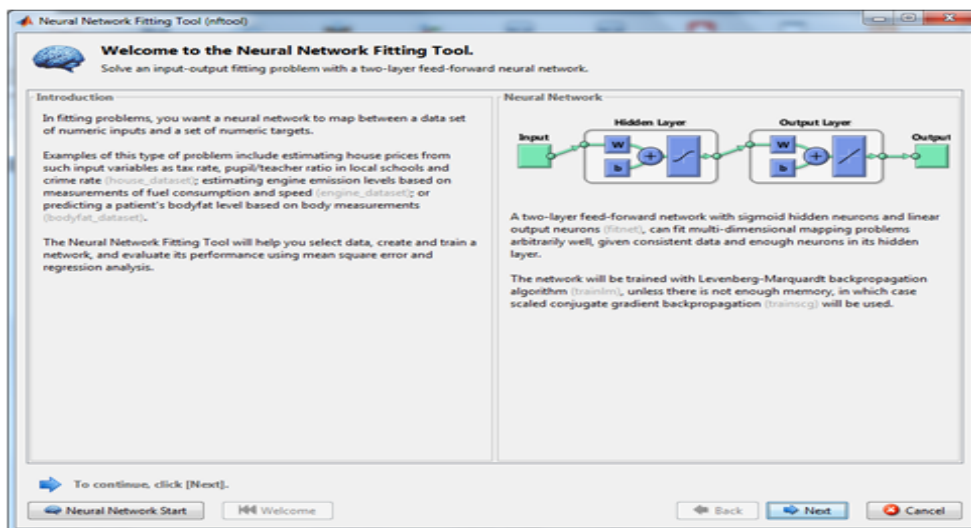 Neural Network Fitting Tool (nftool)
Welcome to the Neural Network Fitting Tool.
Solve an input-output fitting problem with a two-layer feed-forward neural network.
Introduction
In fitting problems, you want a neural network to map between a data set
of numeric inputs and a set of numeric targets.
Examples of this type of problem include estimating house prices from
such input variables as tax rate, pupil/teacher ratio in local schools and
crime rate (house_dataset); estimating engine emission levels based on
measurements of fuel consumption and speed (engine_dataset); or
predicting a patient's bodyfat level based on body measurements
(bodyfat_dataset).
The Neural Network Fitting Tool will help you select data, create and train a
network, and evaluate its performance using mean square error and
regression analysis.
Neural Network
Hidden Layer
Output Layer
Input
W
b
W
b
Output
A two-layer feed-forward network with sigmoid hidden neurons and linear
output neurons (fitnet), can fit multi-dimensional mapping problems
arbitrarily well, given consistent data and enough neurons in its hidden
layer.
The network will be trained with Levenberg-Marquardt backpropagation
algorithm (trainlm), unless there is not enough memory, in which case
scaled conjugate gradient backpropagation (trainscg) will be used.
To continue, click [Next].
Neural Network Start
Welcome
Back
Next
Cancel